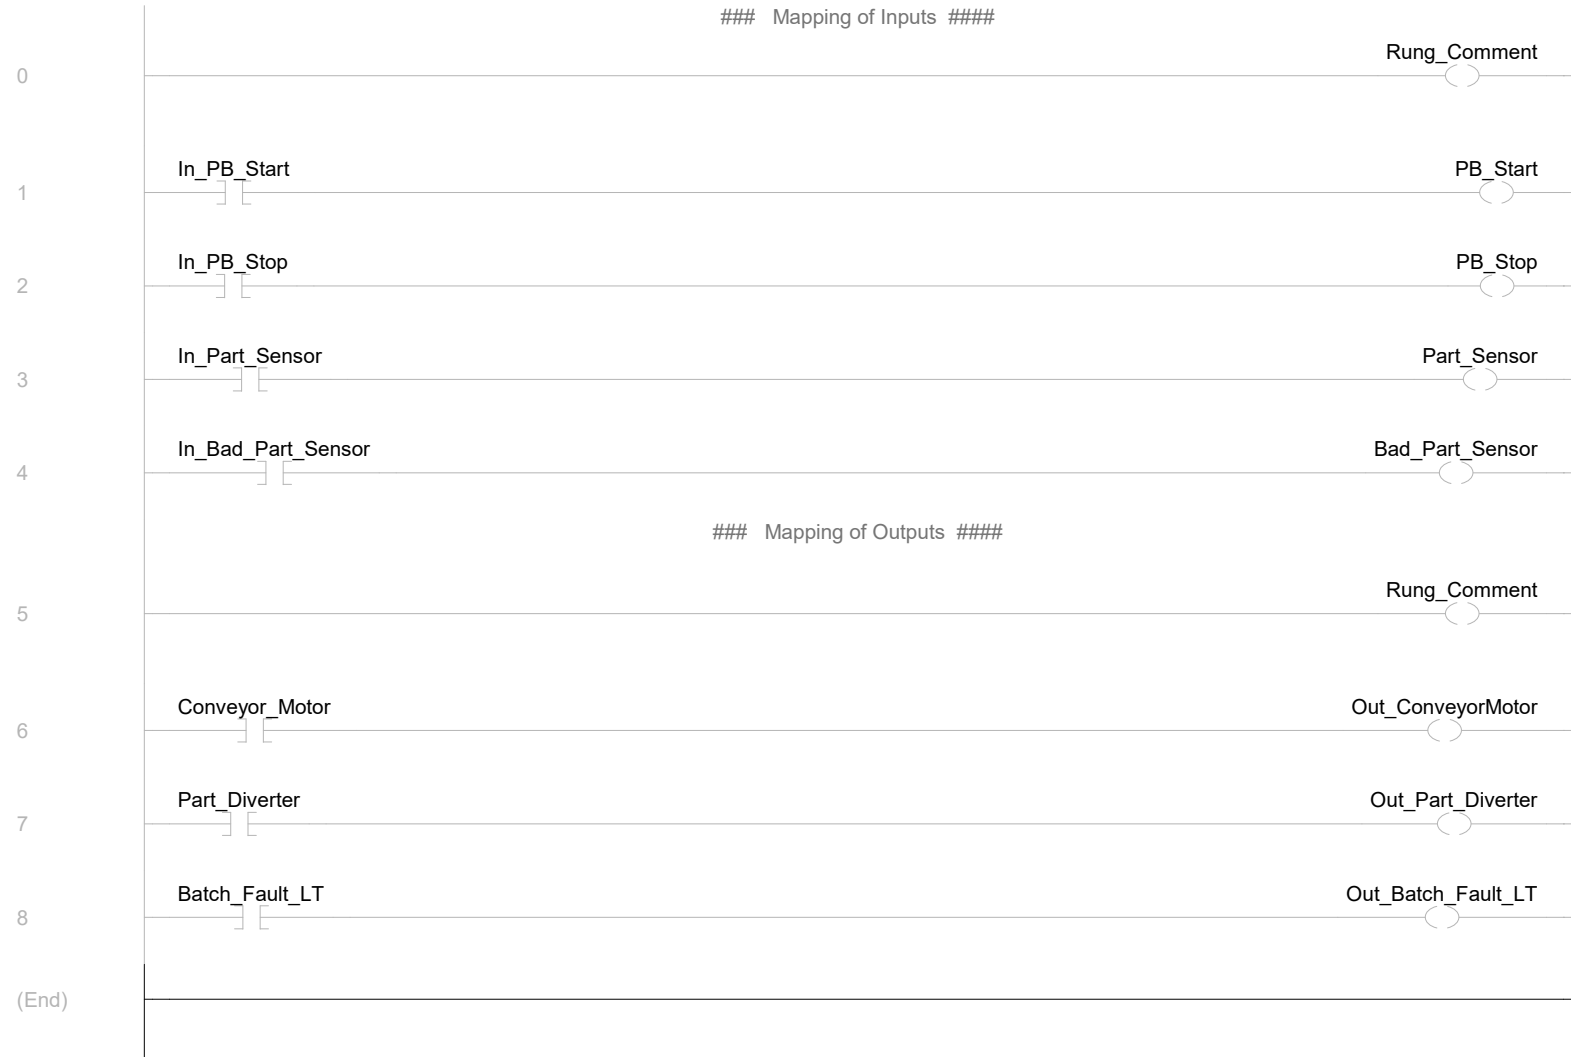 ### Mapping of Inputs ####
Rung_Comment
0
In_PB_Start PB_Start
1
In_PB_Stop PB_Stop
2
In_Part_Sensor Part_Sensor
3
In_Bad_Part_Sensor Bad_Part_Sensor
4
### Mapping of Outputs ####
Rung_Comment
5
Conveyor_Motor Out_ConveyorMotor
6
Part_Diverter Out_Part_Diverter
7
Batch_Fault_LT Out_Batch_Fault_LT
8
(End)